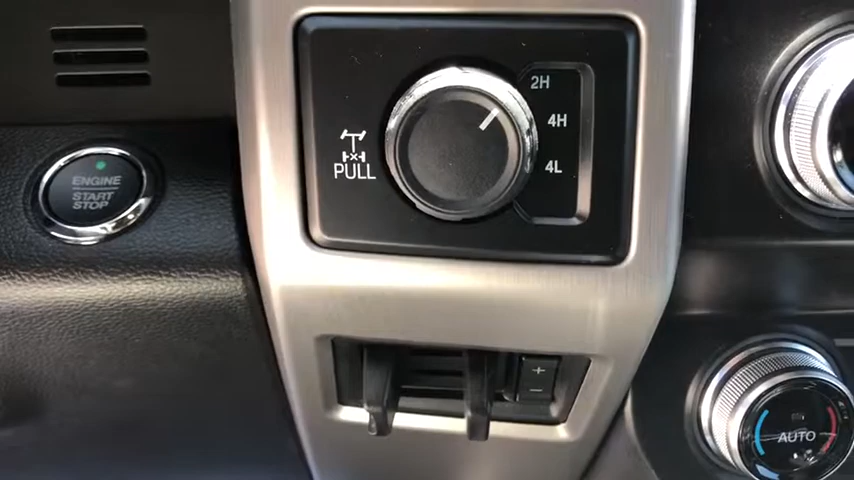 2H
4H
4L
PULL
ENGINE
START
STOP
+
-
AUTO